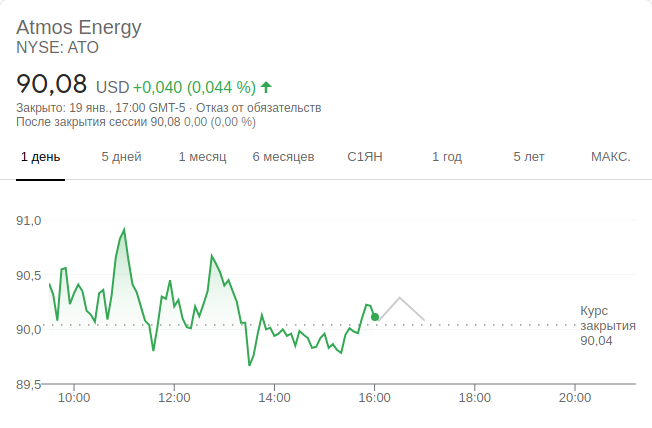 Atmos Energy
NYSE: ATO
90,08 USD +0,040 (0,044 %)
Закрыто: 19 янв., 17:00 GMT-5 · Отказ от обязательств
После закрытия сессии 90,08 0,00 (0,00 %)
1 день 5 дней 1 месяц 6 месяцев С1ЯН 1 год 5 лет МАКС.
91,0
90,5
90,0
89,5
Курс
закрытия
90,04
10:00 12:00 14:00 16:00 18:00 20:00